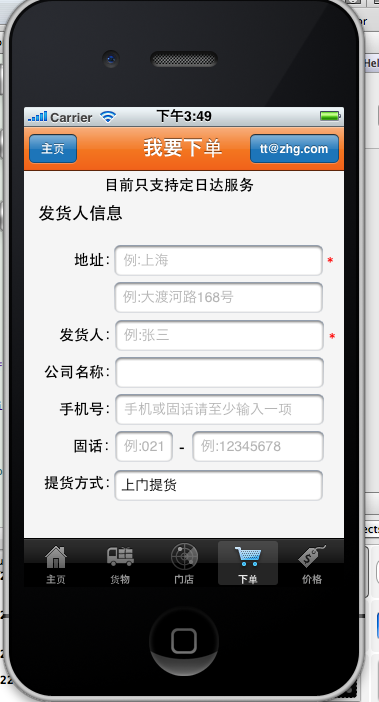 Carrier 下午3:49
主页 我要下单 tt@zhg.com
目前只支持定日达服务
发货人信息
地址: 例:上海 *
例:大渡河路168号
发货人: 例:张三 *
公司名称:
手机号: 手机或固话请至少输入一项
固话: 例:021 - 例:12345678
提货方式: 上门提货
主页 货物 门店 下单 价格